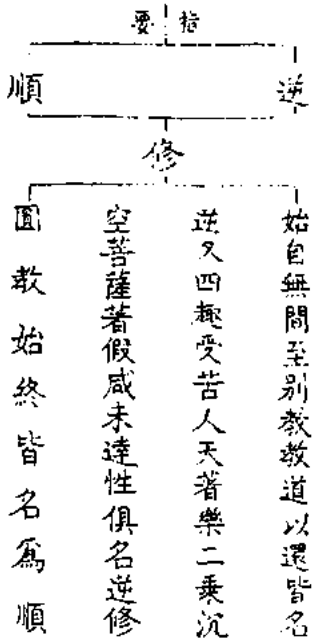 指要
逆
順
修
始自無間至別教教道以還皆名
逆又四趣受苦人天著樂二乘沉
空菩薩著假咸未達性俱名逆修
圓教始終皆名爲順